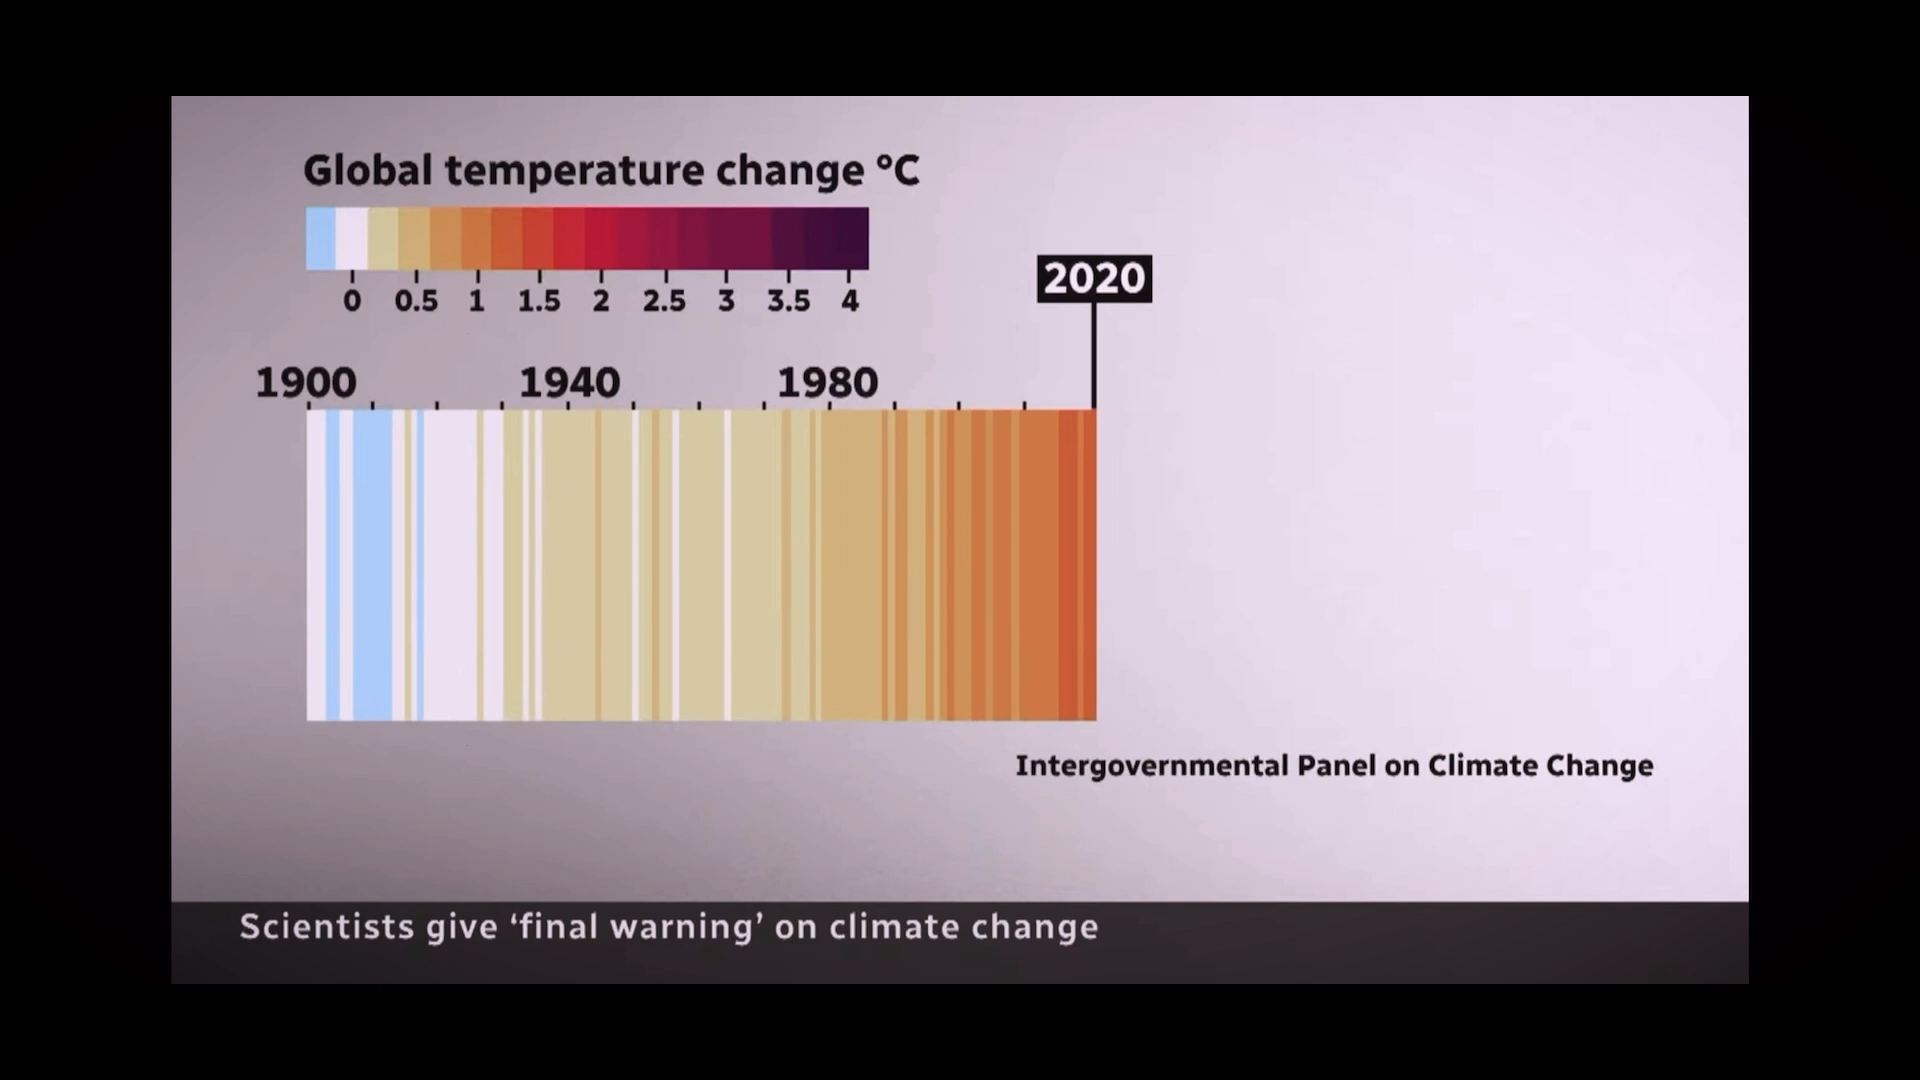 Global temperature change °C
0 0.5 1 1.5 2 2.5 3 3.5 4
2020
1900 1940 1980
Intergovernmental Panel on Climate Change
Scientists give ‘final warning’ on climate change